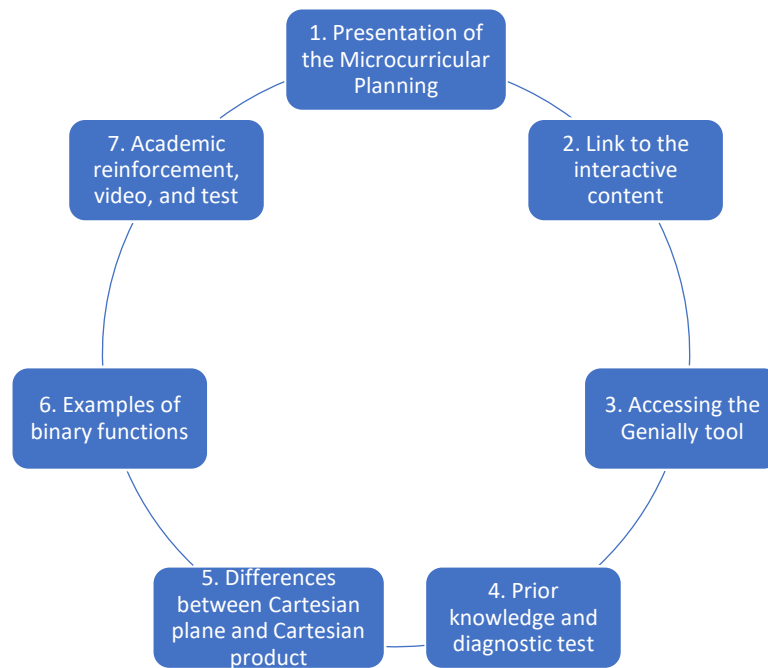 1. Presentation of
the Microcurricular
Planning
2. Link to the
interactive
content
3. Accessing the
Genially tool
4. Prior
knowledge and
diagnostic test
5. Differences
between Cartesian
plane and Cartesian
product
6. Examples of
binary functions
7. Academic
reinforcement,
video, and test